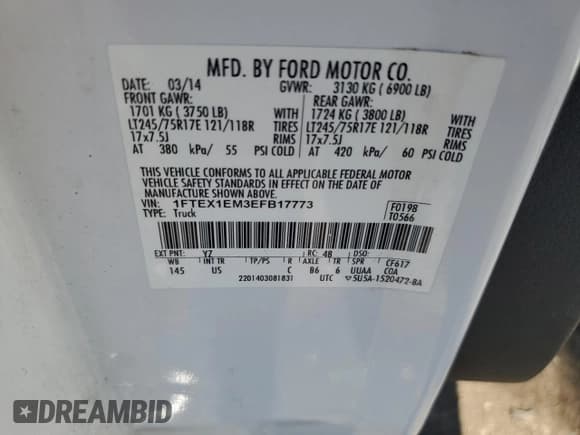 MFD. BY FORD MOTOR CO.
DATE: 03/14 GVWR: 3130 KG ( 6900 LB)
FRONT GAWR: REAR GAWR:
1701 KG ( 3750 LB) WITH 1724 KG ( 3800 LB) WITH
LT245/75R17E 121/118R TIRES LT245/75R17E 121/118R TIRES
17x7.5J RIMS 17x7.5J RIMS
AT 380 kPa/ 55 PSI COLD AT 420 kPa/ 60 PSI COLD
THIS VEHICLE CONFORMS TO ALL APPLICABLE FEDERAL MOTOR
VEHICLE SAFETY STANDARDS IN EFFECT ON THE DATE OF
MANUFACTURE SHOWN ABOVE.
VIN: 1FTEX1EM3EFB17773 F0198
TYPE: Truck T0566
EXT PNT: YZ RC: 48 DSO:
WB INT TR TP/PS R AXLE TR SPR CF617
145 US C B6 6 UUAA COA
2201403081831 UTC 5U5A-1520472-BA
DREAMBID